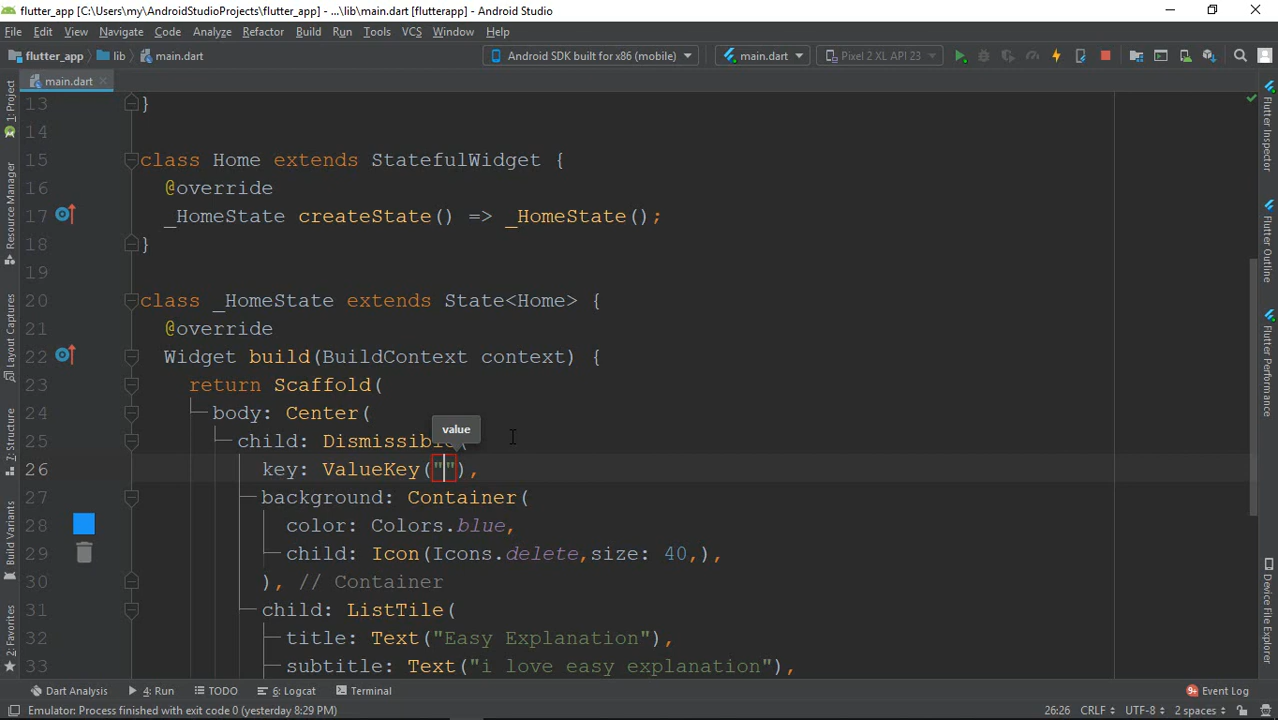 flutter_app [C:\Users\my\AndroidStudioProjects\flutter_app] - ...\lib\main.dart [flutterapp] - Android Studio
File Edit View Navigate Code Analyze Refactor Build Run Tools VCS Window Help
flutter_app lib main.dart Android SDK built for x86 (mobile) main.dart Pixel 2 XL API 23
main.dart
13 }
14
15 class Home extends StatefulWidget {
16 @override
17 _HomeState createState() => _HomeState();
18 }
19
20 class _HomeState extends State<Home> {
21 @override
22 Widget build(BuildContext context) {
23 return Scaffold(
24 body: Center(
value
25 child: Dismissible(
26 key: ValueKey(""),
27 background: Container(
28 color: Colors.blue,
29 child: Icon(Icons.delete,size: 40,),
30 ), // Container
31 child: ListTile(
32 title: Text("Easy Explanation"),
33 subtitle: Text("i love easy explanation"),
1: Project
Resource Manager
Layout Captures
7: Structure
Build Variants
2: Favorites
Flutter Inspector
Flutter Outline
Flutter Performance
Device File Explorer
Dart Analysis 4: Run TODO 6: Logcat Terminal 9+ Event Log
Emulator: Process finished with exit code 0 (yesterday 8:29 PM) 26:26 CRLF UTF-8 2 spaces